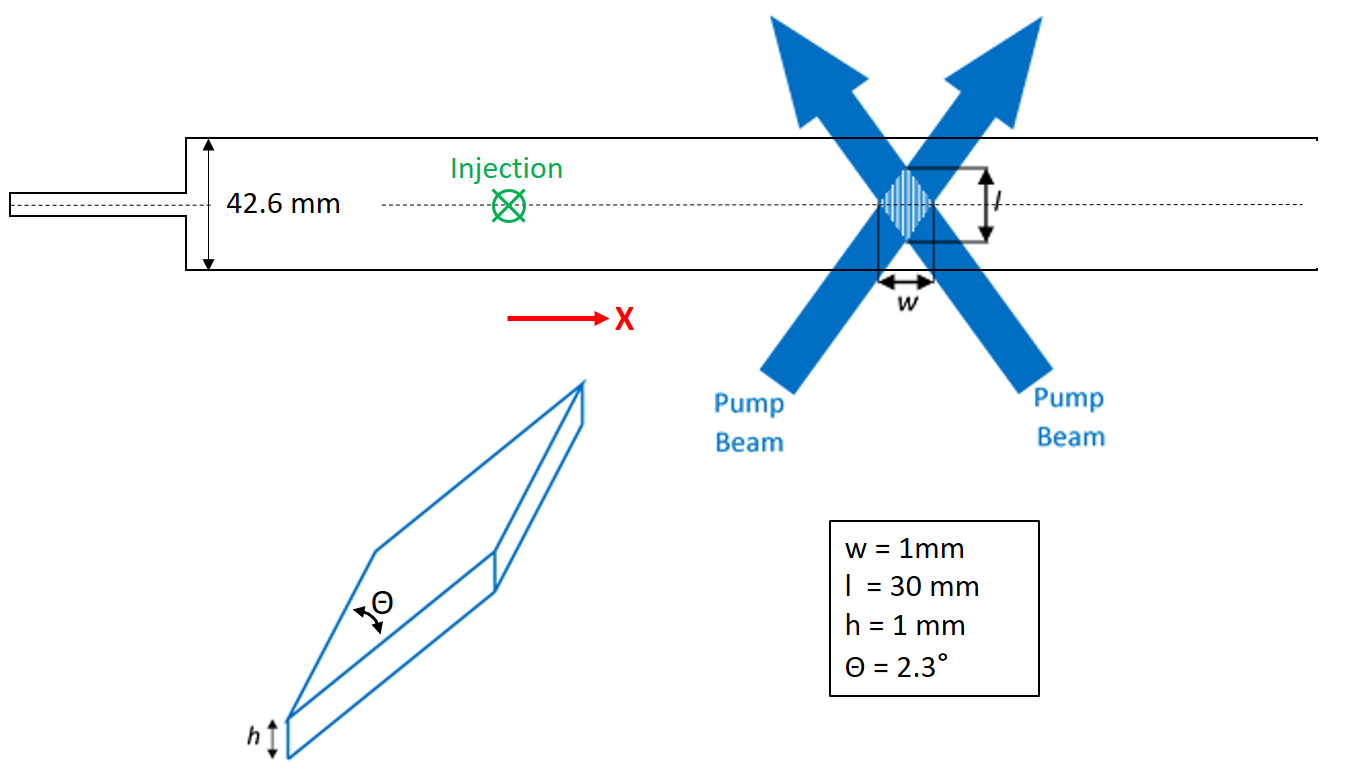 Injection
42.6 mm
l
w
X
Pump
Beam
Pump
Beam
Θ
h
w = 1mm
l = 30 mm
h = 1 mm
Θ = 2.3°